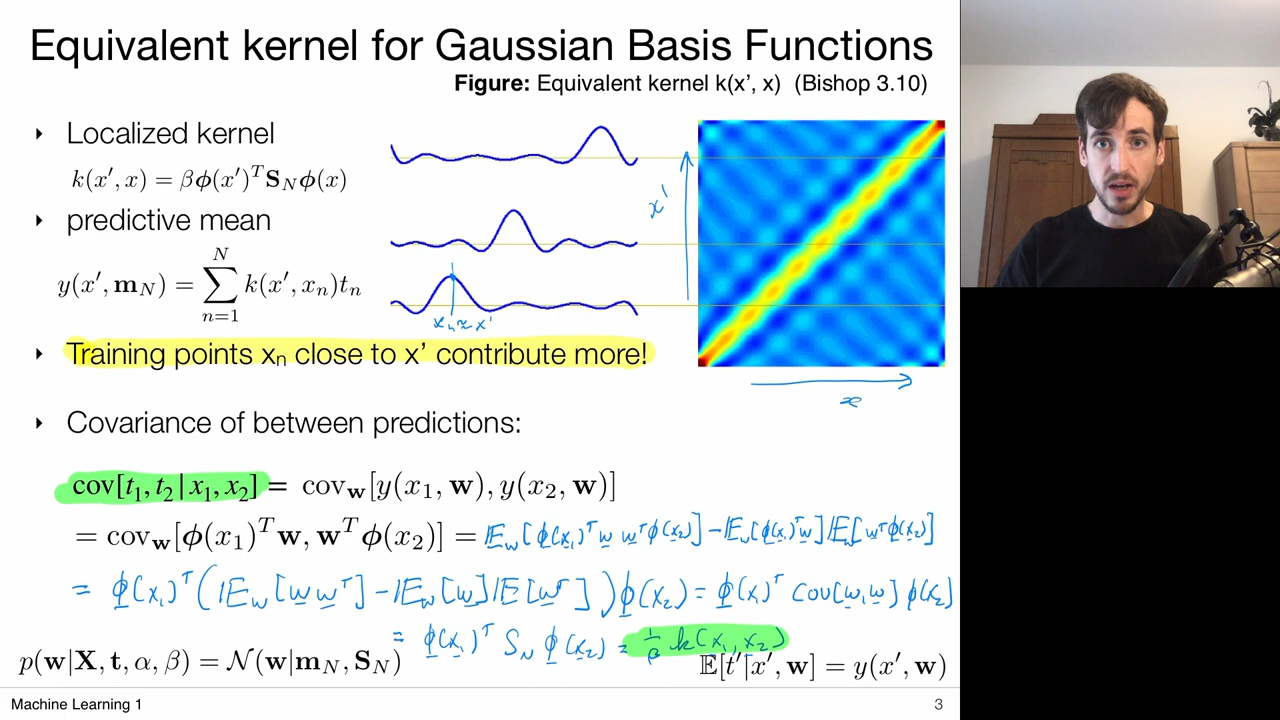 Equivalent kernel for Gaussian Basis Functions
Figure: Equivalent kernel k(x’, x) (Bishop 3.10)
‣ Localized kernel
k(x′, x) = βϕ(x′)ᵀS_Nϕ(x)
‣ predictive mean
y(x′, m_N) = ∑_{n=1}^{N} k(x′, x_n)t_n
x_n ≈ x'
x'
x
‣ Training points xₙ close to x’ contribute more!
‣ Covariance of between predictions:
cov[t₁, t₂ | x₁, x₂] = cov_w[y(x₁, w), y(x₂, w)]
= cov_w[ϕ(x₁)ᵀw, wᵀϕ(x₂)] = 𝔼_w[ϕ(x₁)ᵀw wᵀϕ(x₂)] − 𝔼_w[ϕ(x₁)ᵀw]𝔼[wᵀϕ(x₂)]
= ϕ(x₁)ᵀ(𝔼_w[w wᵀ] − 𝔼_w[w]𝔼[wᵀ])ϕ(x₂) = ϕ(x₁)ᵀ cov[w,w] ϕ(x₂)
= ϕ(x₁)ᵀ S_N ϕ(x₂) = 1/β k(x₁, x₂)
p(w|X, t, α, β) = 𝒩(w|m_N, S_N)
𝔼[t′|x′, w] = y(x′, w)
Machine Learning 1
3